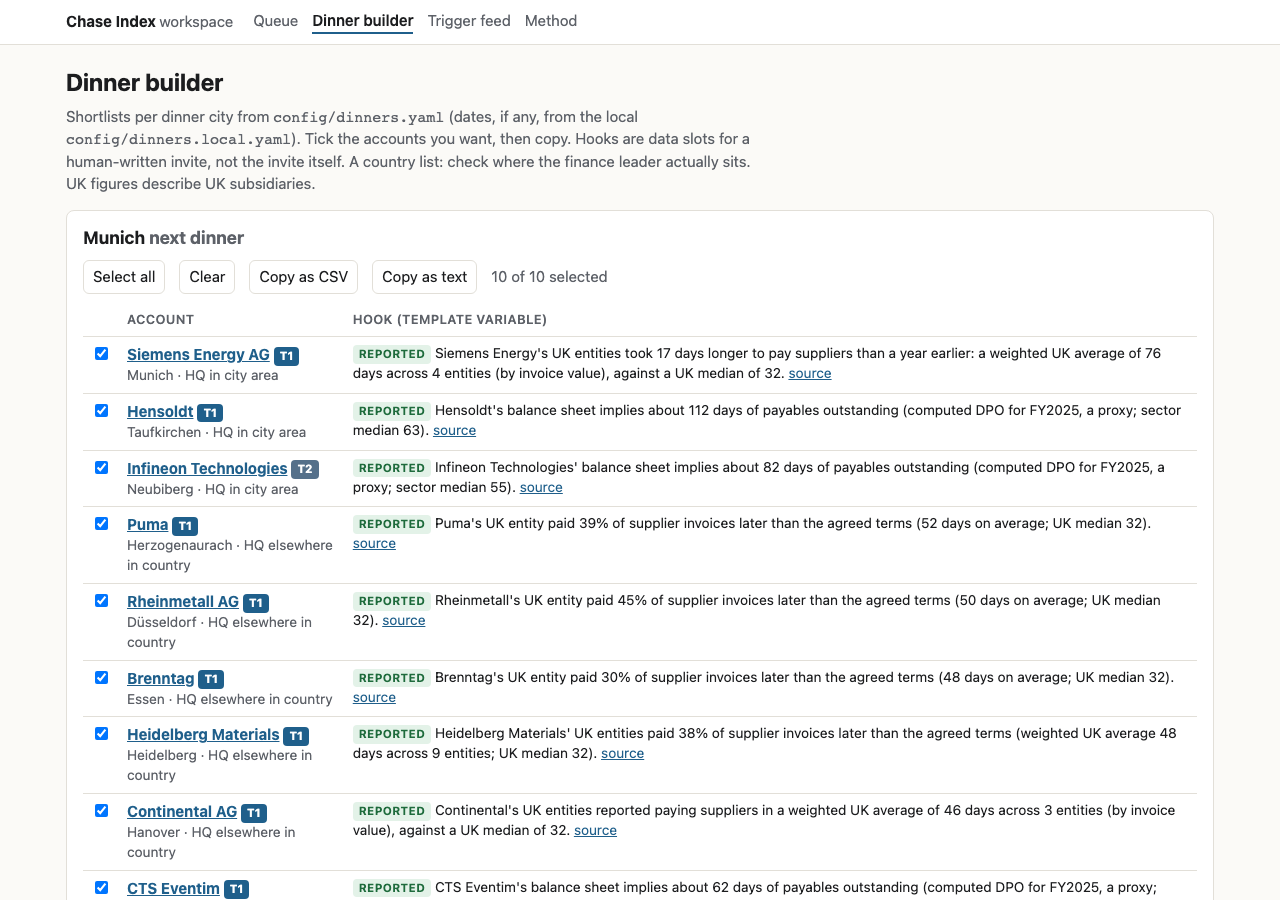 Chase Index workspace Queue Dinner builder Trigger feed Method
Dinner builder
Shortlists per dinner city from config/dinners.yaml (dates, if any, from the local
config/dinners.local.yaml). Tick the accounts you want, then copy. Hooks are data slots for a
human-written invite, not the invite itself. A country list: check where the finance leader actually sits.
UK figures describe UK subsidiaries.
Munich next dinner
Select all Clear Copy as CSV Copy as text 10 of 10 selected
ACCOUNT HOOK (TEMPLATE VARIABLE)
Siemens Energy AG T1
Munich · HQ in city area
REPORTED Siemens Energy's UK entities took 17 days longer to pay suppliers than a year earlier: a weighted UK average of 76
days across 4 entities (by invoice value), against a UK median of 32. source
Hensoldt T1
Taufkirchen · HQ in city area
REPORTED Hensoldt's balance sheet implies about 112 days of payables outstanding (computed DPO for FY2025, a proxy; sector
median 63). source
Infineon Technologies T2
Neubiberg · HQ in city area
REPORTED Infineon Technologies' balance sheet implies about 82 days of payables outstanding (computed DPO for FY2025, a
proxy; sector median 55). source
Puma T1
Herzogenaurach · HQ elsewhere
in country
REPORTED Puma's UK entity paid 39% of supplier invoices later than the agreed terms (52 days on average; UK median 32).
source
Rheinmetall AG T1
Düsseldorf · HQ elsewhere in
country
REPORTED Rheinmetall's UK entity paid 45% of supplier invoices later than the agreed terms (50 days on average; UK median
32). source
Brenntag T1
Essen · HQ elsewhere in country
REPORTED Brenntag's UK entity paid 30% of supplier invoices later than the agreed terms (48 days on average; UK median 32).
source
Heidelberg Materials T1
Heidelberg · HQ elsewhere in
country
REPORTED Heidelberg Materials' UK entities paid 38% of supplier invoices later than the agreed terms (weighted UK average 48
days across 9 entities; UK median 32). source
Continental AG T1
Hanover · HQ elsewhere in
country
REPORTED Continental's UK entities reported paying suppliers in a weighted UK average of 46 days across 3 entities (by invoice
value), against a UK median of 32. source
CTS Eventim T1
REPORTED CTS Eventim's balance sheet implies about 62 days of payables outstanding (computed DPO for FY2025, a proxy;